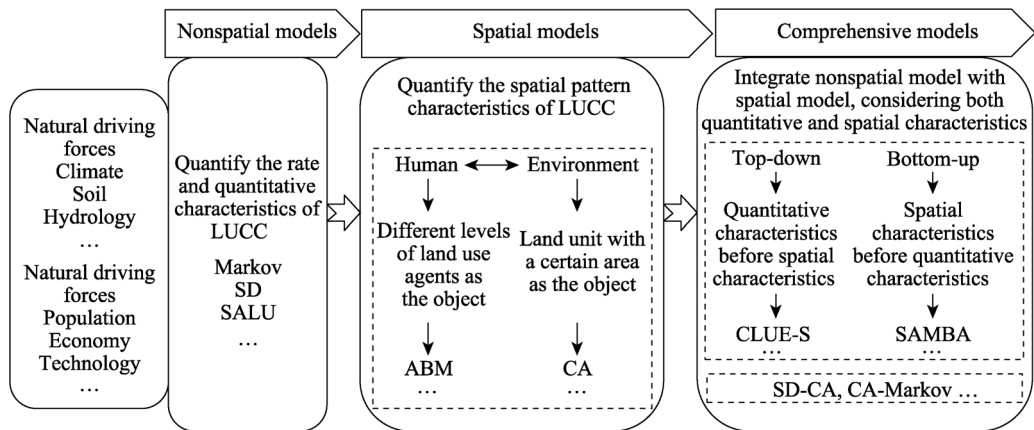 Nonspatial models
Spatial models
Comprehensive models
Natural driving
forces
Climate
Soil
Hydrology
…
Natural driving
forces
Population
Economy
Technology
…
Quantify the rate
and quantitative
characteristics of
LUCC
Markov
SD
SALU
…
Quantify the spatial pattern
characteristics of LUCC
Human
Different levels
of land use
agents as
the object
ABM
…
Environment
Land unit with
a certain area
as the object
CA
…
Integrate nonspatial model with
spatial model, considering both
quantitative and spatial characteristics
Top-down
Quantitative
characteristics
before spatial
characteristics
CLUE-S
…
Bottom-up
Spatial
characteristics
before quantitative
characteristics
SAMBA
…
SD-CA, CA-Markov …